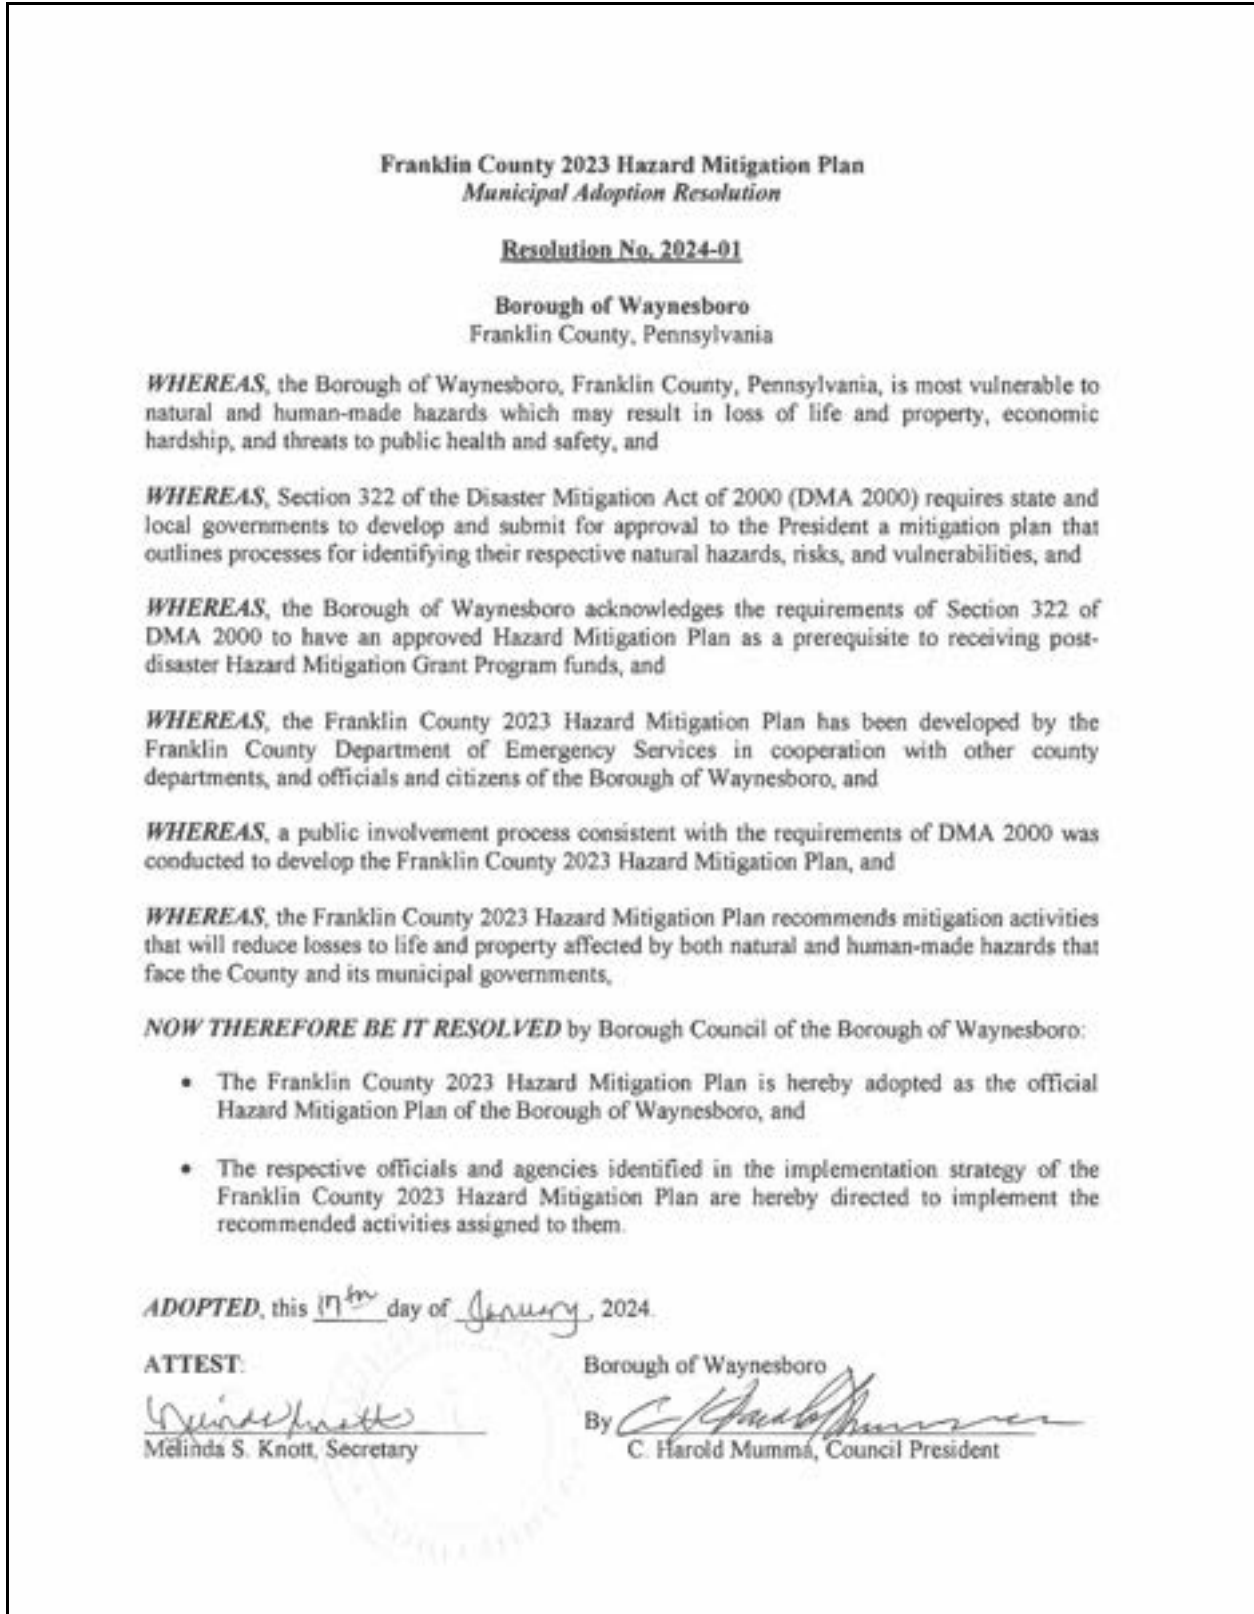 Franklin County 2023 Hazard Mitigation Plan
Municipal Adoption Resolution
Resolution No. 2024-01
Borough of Waynesboro
Franklin County, Pennsylvania
WHEREAS, the Borough of Waynesboro, Franklin County, Pennsylvania, is most vulnerable to
natural and human-made hazards which may result in loss of life and property, economic
hardship, and threats to public health and safety, and
WHEREAS, Section 322 of the Disaster Mitigation Act of 2000 (DMA 2000) requires state and
local governments to develop and submit for approval to the President a mitigation plan that
outlines processes for identifying their respective natural hazards, risks, and vulnerabilities, and
WHEREAS, the Borough of Waynesboro acknowledges the requirements of Section 322 of
DMA 2000 to have an approved Hazard Mitigation Plan as a prerequisite to receiving post-
disaster Hazard Mitigation Grant Program funds, and
WHEREAS, the Franklin County 2023 Hazard Mitigation Plan has been developed by the
Franklin County Department of Emergency Services in cooperation with other county
departments, and officials and citizens of the Borough of Waynesboro, and
WHEREAS, a public involvement process consistent with the requirements of DMA 2000 was
conducted to develop the Franklin County 2023 Hazard Mitigation Plan, and
WHEREAS, the Franklin County 2023 Hazard Mitigation Plan recommends mitigation activities
that will reduce losses to life and property affected by both natural and human-made hazards that
face the County and its municipal governments,
NOW THEREFORE BE IT RESOLVED by Borough Council of the Borough of Waynesboro:
• The Franklin County 2023 Hazard Mitigation Plan is hereby adopted as the official
Hazard Mitigation Plan of the Borough of Waynesboro, and
• The respective officials and agencies identified in the implementation strategy of the
Franklin County 2023 Hazard Mitigation Plan are hereby directed to implement the
recommended activities assigned to them.
ADOPTED, this 17th day of January, 2024.
ATTEST: Borough of Waynesboro
Melinda S Knott By C Harold Mumma
Melinda S. Knott, Secretary C. Harold Mumma, Council President